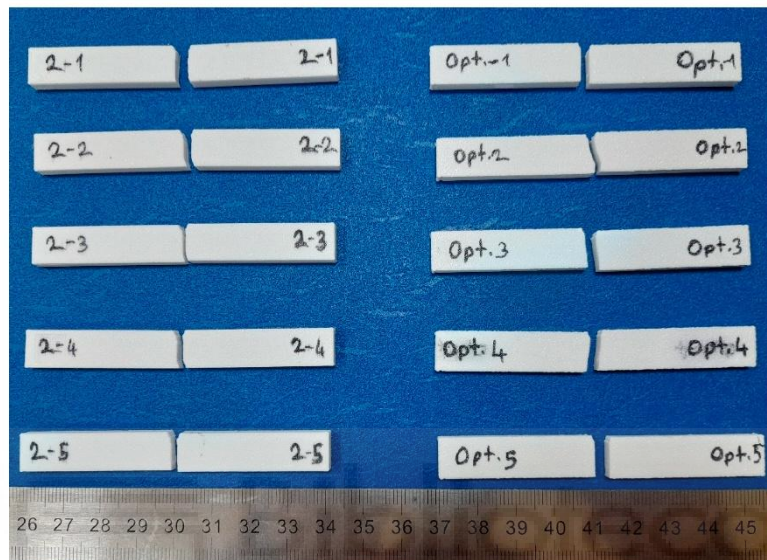 2-1 2-1 Opt.-1 Opt.-1
2-2 2-2 Opt.2 Opt.2
2-3 2-3 Opt.3 Opt.3
2-4 2-4 Opt.4 Opt.4
2-5 2-5 Opt.5 Opt.5
26 27 28 29 30 31 32 33 34 35 36 37 38 39 40 41 42 43 44 45